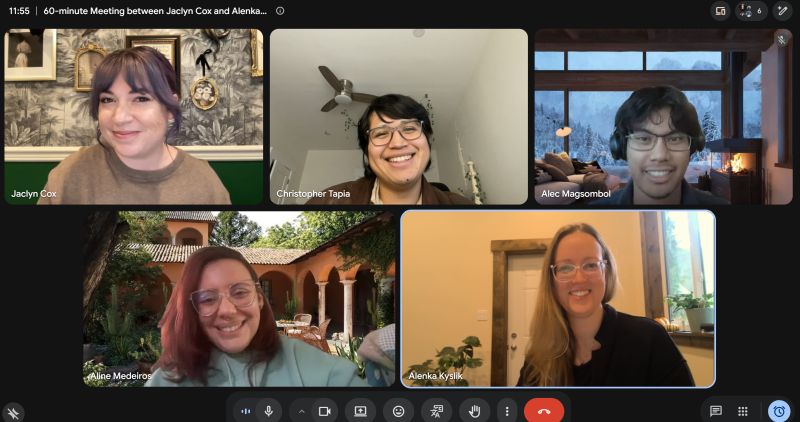 11:55 | 60-minute Meeting between Jaclyn Cox and Alenka...
6
Jaclyn Cox
Christopher Tapia
Alec Magsombol
Aline Medeiros
Alenka Kyslik